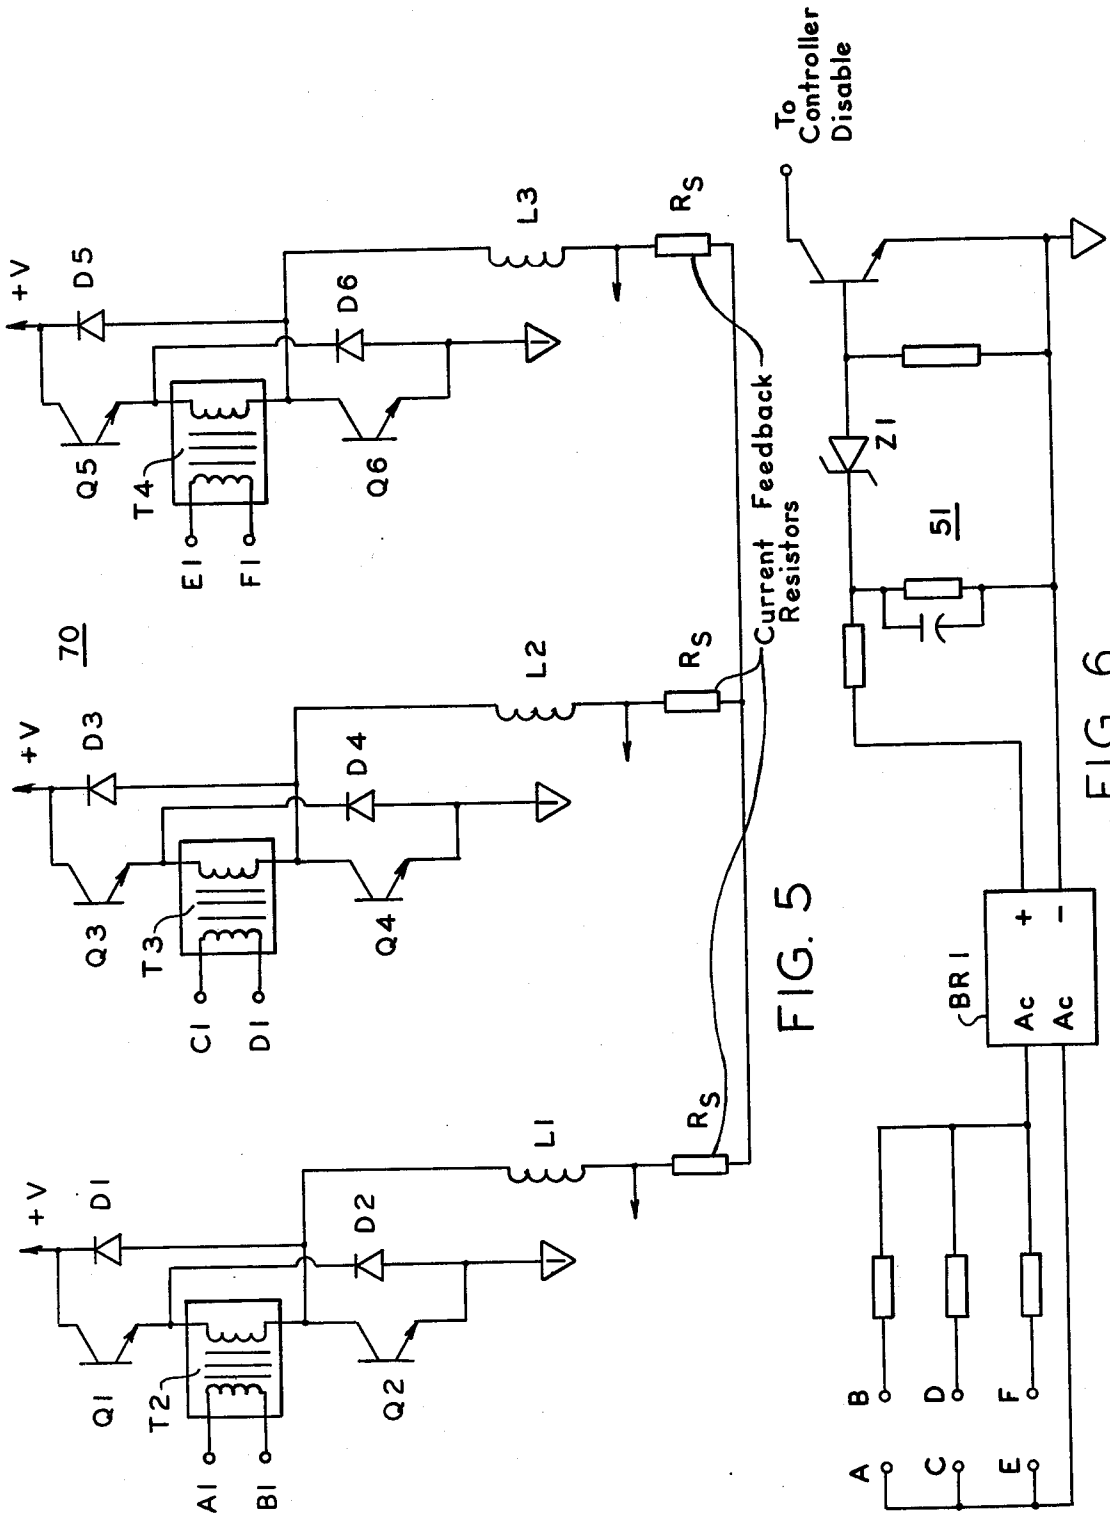 70
+V
+V
+V
D1
D3
D5
Q1
Q3
Q5
T2
T3
T4
A1
B1
C1
D1
E1
F1
D2
D4
D6
Q2
Q4
Q6
L1
L2
L3
RS
RS
RS
Current Feedback
Resistors
FIG. 5
A
B
C
D
E
F
BR1
Ac
Ac
+
−
51
Z1
To
Controller
Disable
FIG. 6